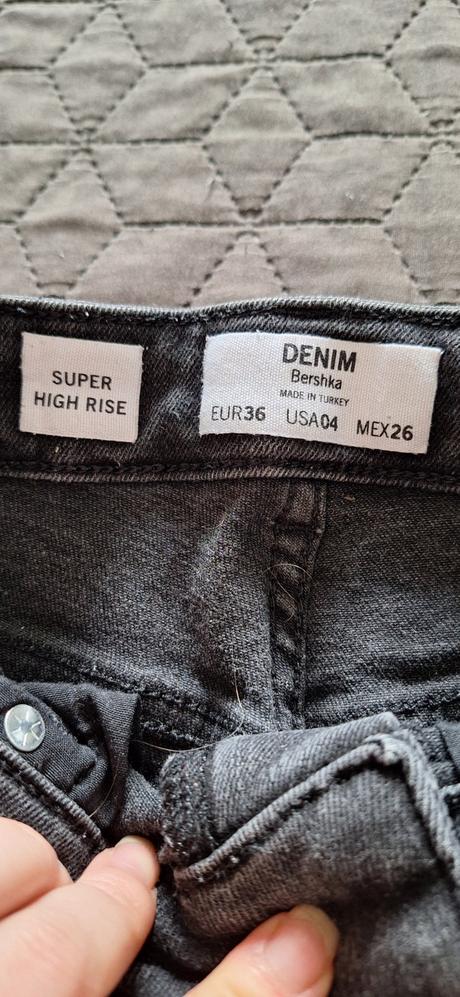 SUPER
HIGH RISE
DENIM
Bershka
MADE IN TURKEY
EUR36 USA04 MEX26